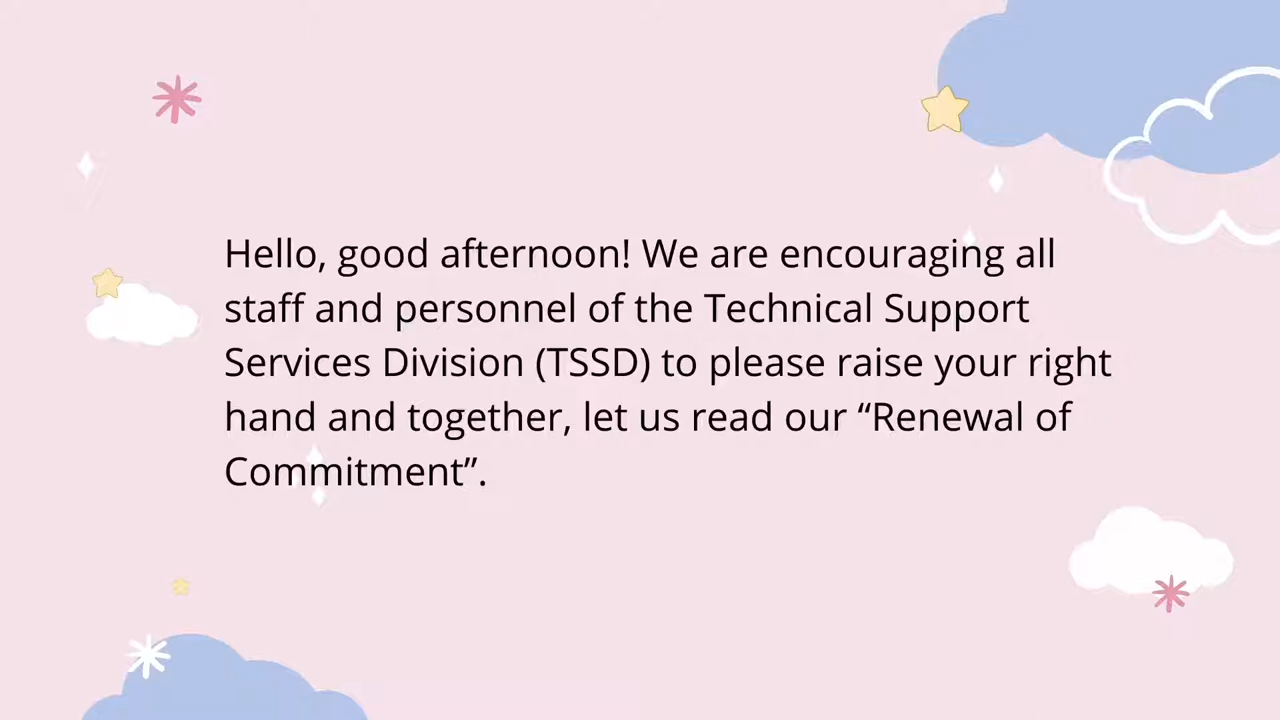 Hello, good afternoon! We are encouraging all
staff and personnel of the Technical Support
Services Division (TSSD) to please raise your right
hand and together, let us read our “Renewal of
Commitment”.